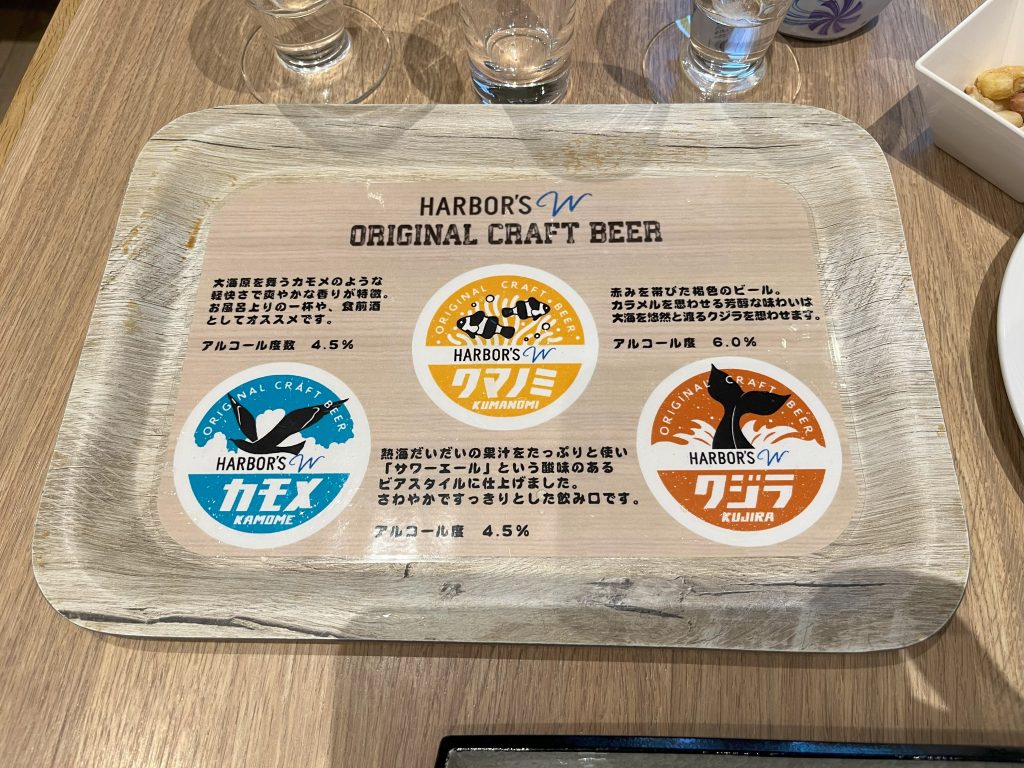 HARBOR'S W
ORIGINAL CRAFT BEER
大海原を舞うカモメのような
軽快さで爽やかな香りが特徴。
お風呂上りの一杯や、食前酒
としてオススメです。
アルコール度数 4.5%
ORIGINAL CRAFT BEER
HARBOR'S W
カモメ
KAMOME
ORIGINAL CRAFT BEER
HARBOR'S W
クマノミ
KUMANOMI
熱海だいだいの果汁をたっぷりと使い
「サワーエール」という酸味のある
ビアスタイルに仕上げました。
さわやかですっきりとした飲み口です。
アルコール度 4.5%
赤みを帯びた褐色のビール。
カラメルを思わせる芳醇な味わいは
大海を悠然と渡るクジラを思わせます。
アルコール度 6.0%
ORIGINAL CRAFT BEER
HARBOR'S W
クジラ
KUJIRA